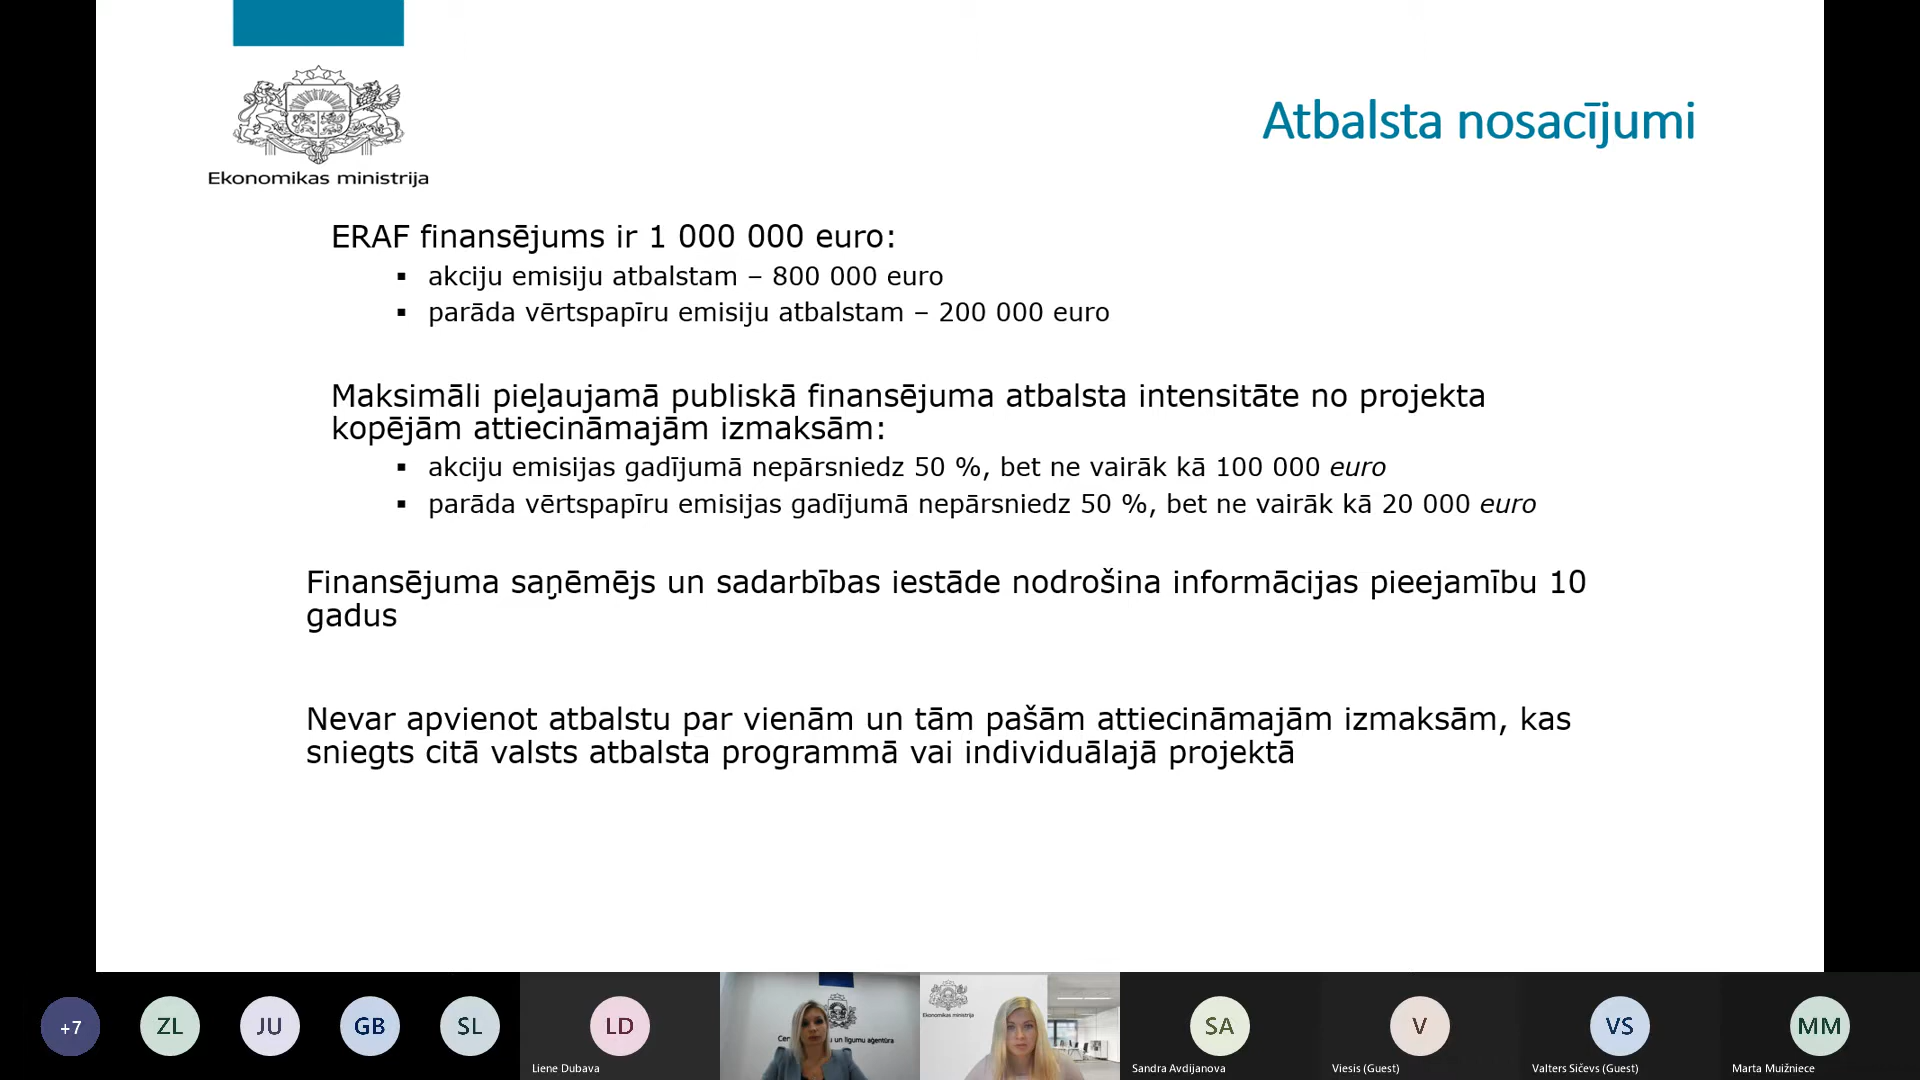 Ekonomikas ministrija
Atbalsta nosacījumi
ERAF finansējums ir 1 000 000 euro:
▪ akciju emisiju atbalstam – 800 000 euro
▪ parāda vērtspapīru emisiju atbalstam – 200 000 euro
Maksimāli pieļaujamā publiskā finansējuma atbalsta intensitāte no projekta
kopējām attiecināmajām izmaksām:
▪ akciju emisijas gadījumā nepārsniedz 50 %, bet ne vairāk kā 100 000 euro
▪ parāda vērtspapīru emisijas gadījumā nepārsniedz 50 %, bet ne vairāk kā 20 000 euro
Finansējuma saņēmējs un sadarbības iestāde nodrošina informācijas pieejamību 10
gadus
Nevar apvienot atbalstu par vienām un tām pašām attiecināmajām izmaksām, kas
sniegts citā valsts atbalsta programmā vai individuālajā projektā
+7
ZL
JU
GB
SL
LD
Liene Dubava
un līgumu aģentūra
Ekonomikas ministrija
SA
Sandra Avdijanova
V
Viesis (Guest)
VS
Valters Sičevs (Guest)
MM
Marta Muižniece